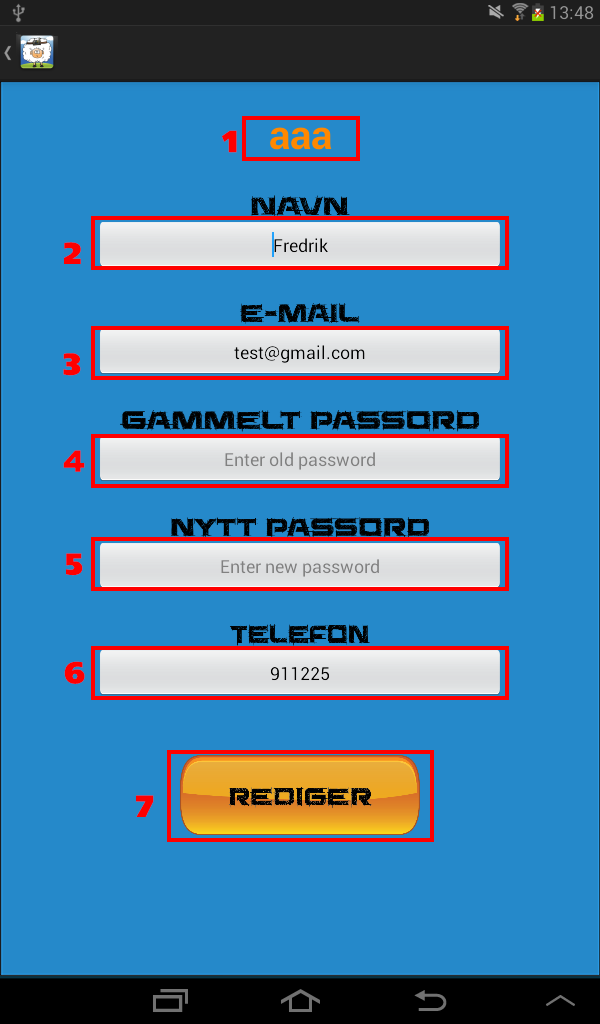 13:48
1 aaa
NAVN
2 Fredrik
E-MAIL
3 test@gmail.com
GAMMELT PASSORD
4 Enter old password
NYTT PASSORD
5 Enter new password
TELEFON
6 911225
7 REDIGER